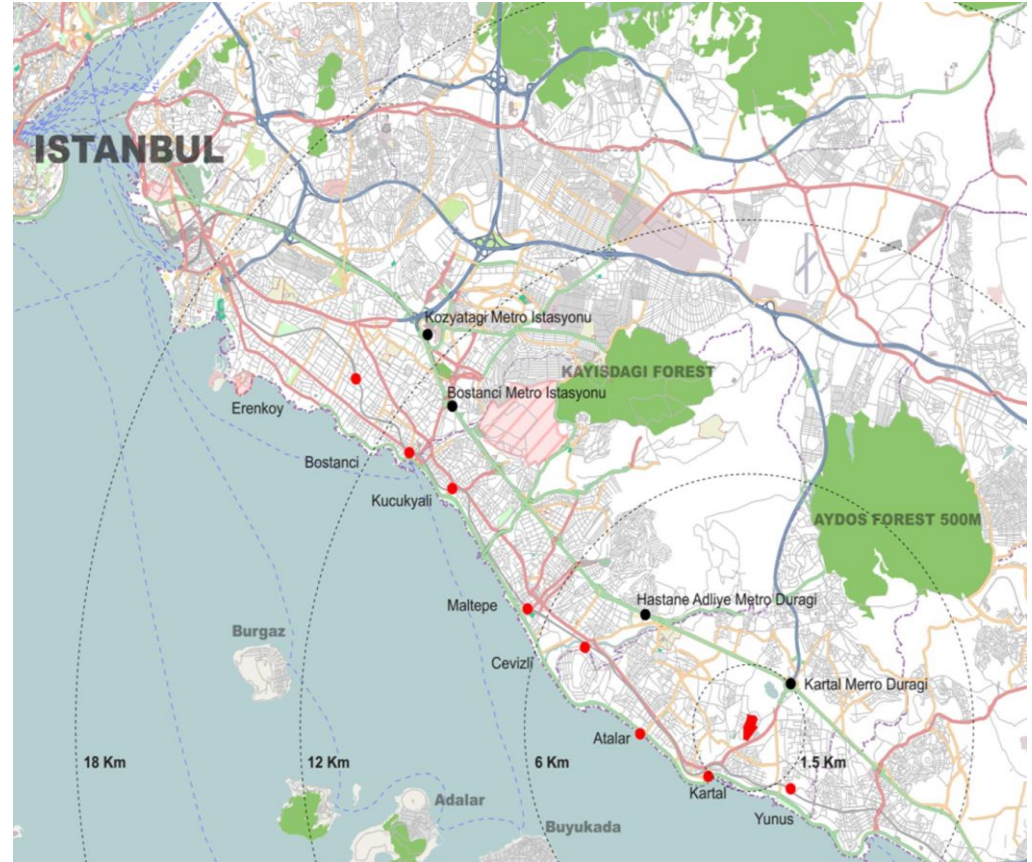 ISTANBUL
Kozyatagi Metro Istasyonu
KAYISDAGI FOREST
Erenkoy
Bostanci Metro Istasyonu
Bostanci
Kucukyali
AYDOS FOREST 500M
Hastane Adliye Metro Duragi
Maltepe
Burgaz
Cevizli
Kartal Merro Duragi
Atalar
18 Km
12 Km
6 Km
1.5 Km
Kartal
Adalar
Yunus
Buyukada